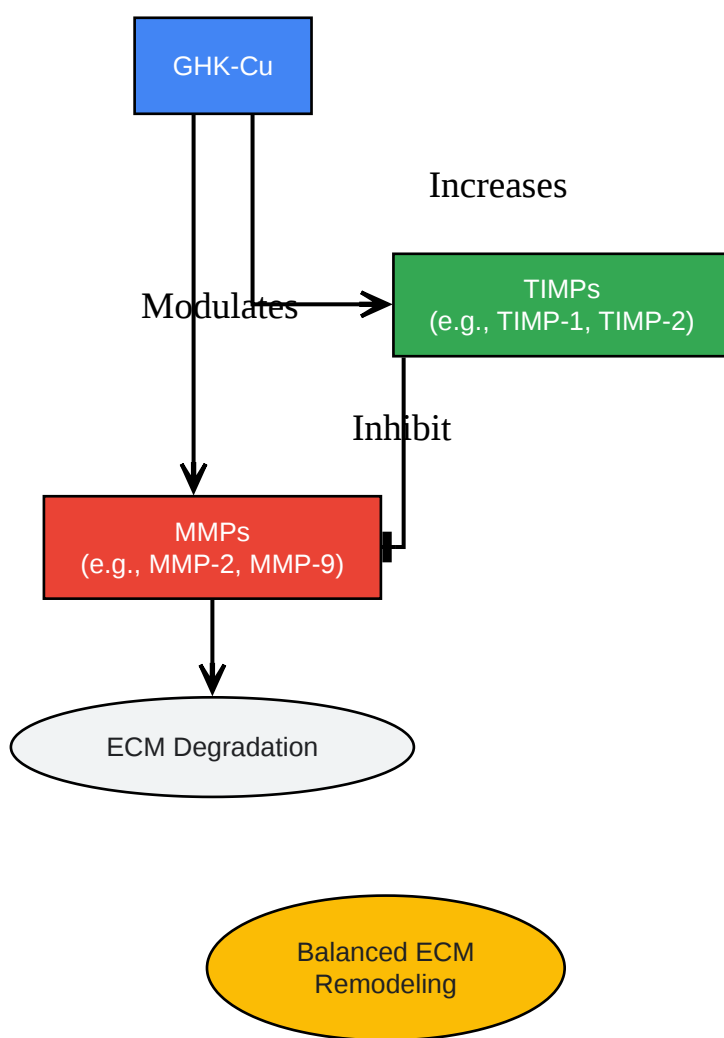 GHK-Cu
Increases
TIMPs
(e.g., TIMP-1, TIMP-2)
Modulates
Inhibit
MMPs
(e.g., MMP-2, MMP-9)
ECM Degradation
Balanced ECM
Remodeling